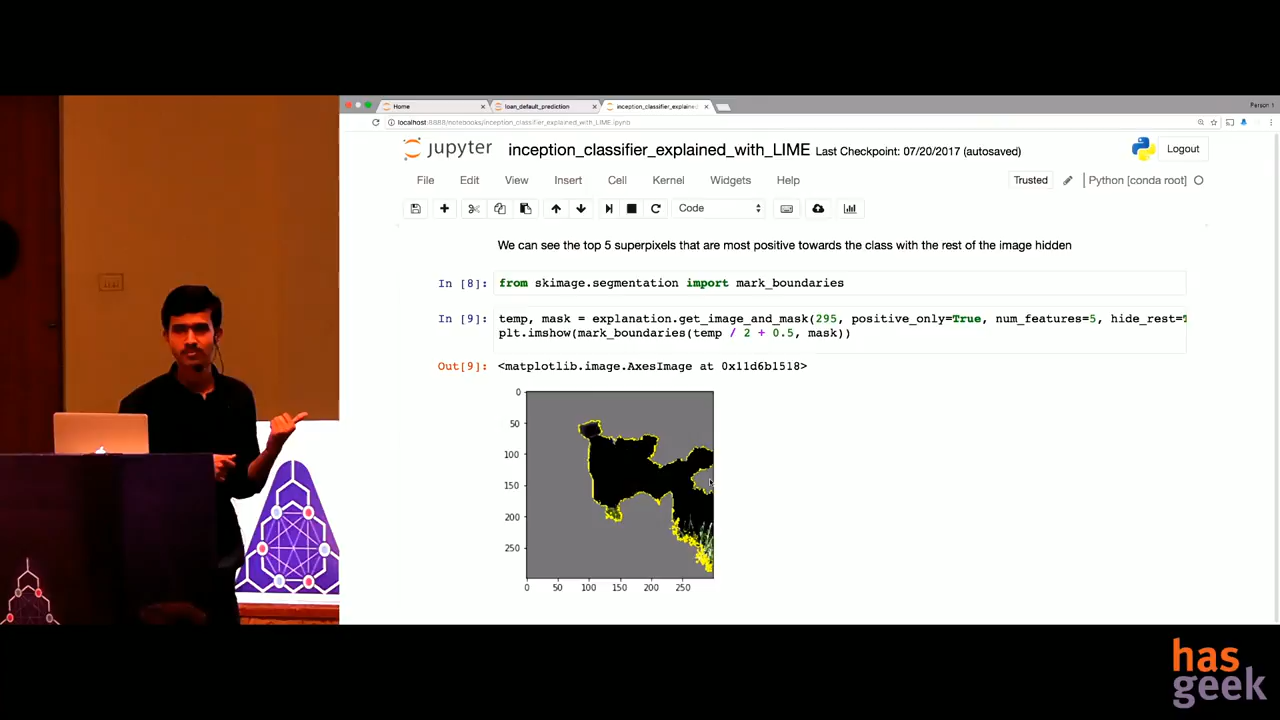 Home
loan_default_prediction
inception_classifier_explaine
Person 1
localhost:8888/notebooks/inception_classifier_explained_with_LIME.ipynb
jupyter
inception_classifier_explained_with_LIME Last Checkpoint: 07/20/2017 (autosaved)
Logout
File Edit View Insert Cell Kernel Widgets Help
Trusted
Python [conda root]
Code
We can see the top 5 superpixels that are most positive towards the class with the rest of the image hidden
In [8]: from skimage.segmentation import mark_boundaries
In [9]: temp, mask = explanation.get_image_and_mask(295, positive_only=True, num_features=5, hide_rest=
plt.imshow(mark_boundaries(temp / 2 + 0.5, mask))
Out[9]: <matplotlib.image.AxesImage at 0x11d6b1518>
0
50
100
150
200
250
0 50 100 150 200 250
has
geek